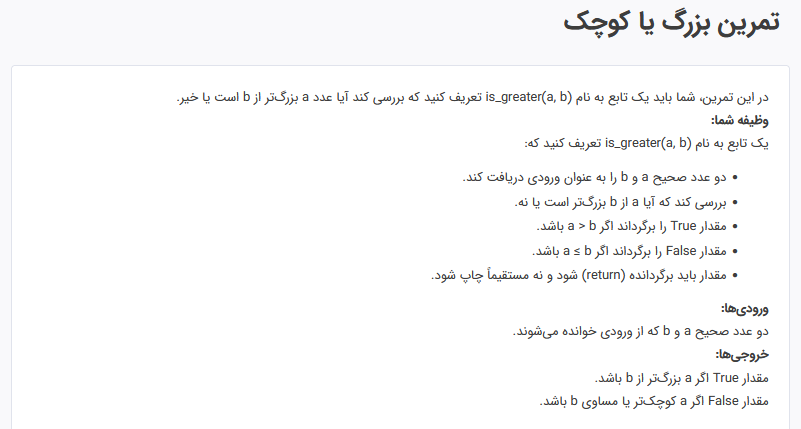 تمرین بزرگ یا کوچک
در این تمرین، شما باید یک تابع به نام is_greater(a, b) تعریف کنید که بررسی کند آیا عدد a بزرگ‌تر از b است یا خیر.
وظیفه شما:
یک تابع به نام is_greater(a, b) تعریف کنید که:
• دو عدد صحیح a و b را به عنوان ورودی دریافت کند.
• بررسی کند که آیا a از b بزرگ‌تر است یا نه.
• مقدار True را برگرداند اگر a > b باشد.
• مقدار False را برگرداند اگر a ≤ b باشد.
• مقدار باید برگردانده (return) شود و نه مستقیماً چاپ شود.
ورودی‌ها:
دو عدد صحیح a و b که از ورودی خوانده می‌شوند.
خروجی‌ها:
مقدار True اگر a بزرگ‌تر از b باشد.
مقدار False اگر a کوچک‌تر یا مساوی b باشد.